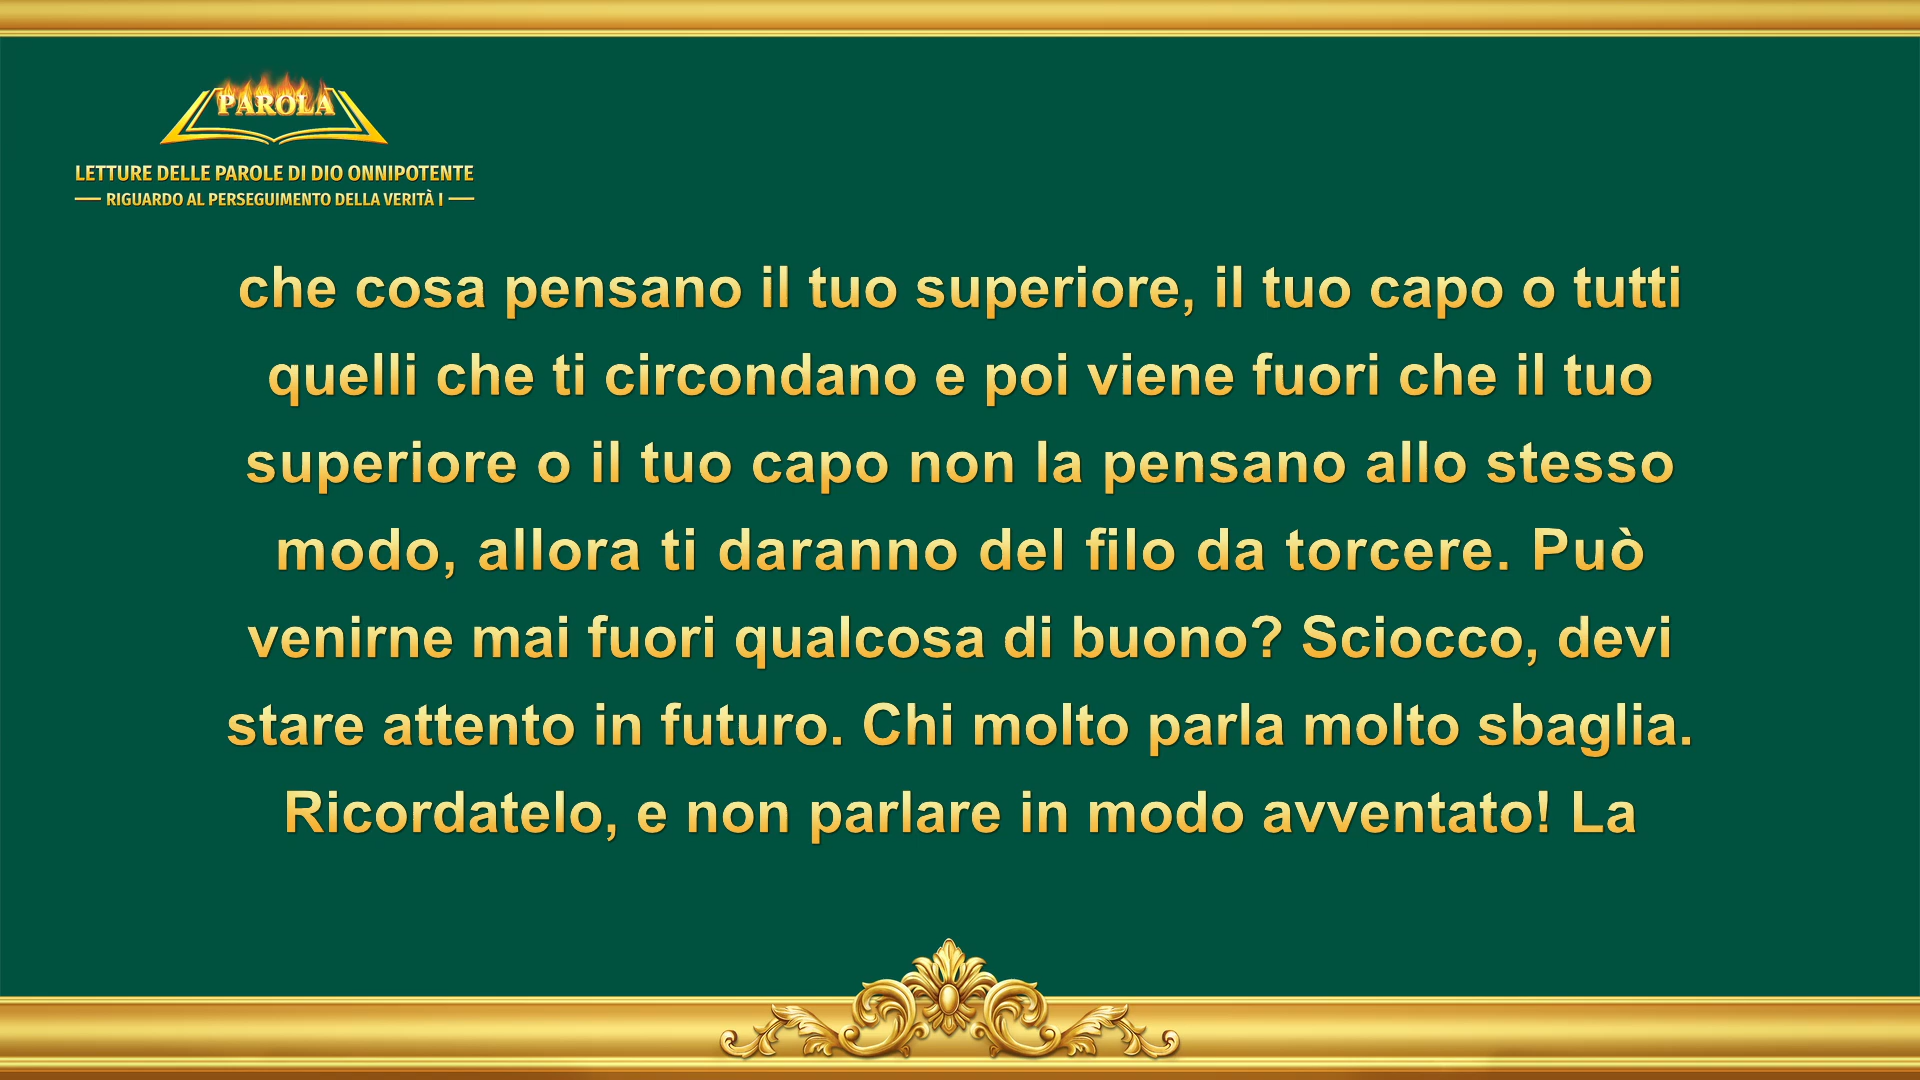 PAROLA
LETTURE DELLE PAROLE DI DIO ONNIPOTENTE
RIGUARDO AL PERSEGUIMENTO DELLA VERITÀ I
che cosa pensano il tuo superiore, il tuo capo o tutti
quelli che ti circondano e poi viene fuori che il tuo
superiore o il tuo capo non la pensano allo stesso
modo, allora ti daranno del filo da torcere. Può
venirne mai fuori qualcosa di buono? Sciocco, devi
stare attento in futuro. Chi molto parla molto sbaglia.
Ricordatelo, e non parlare in modo avventato! La